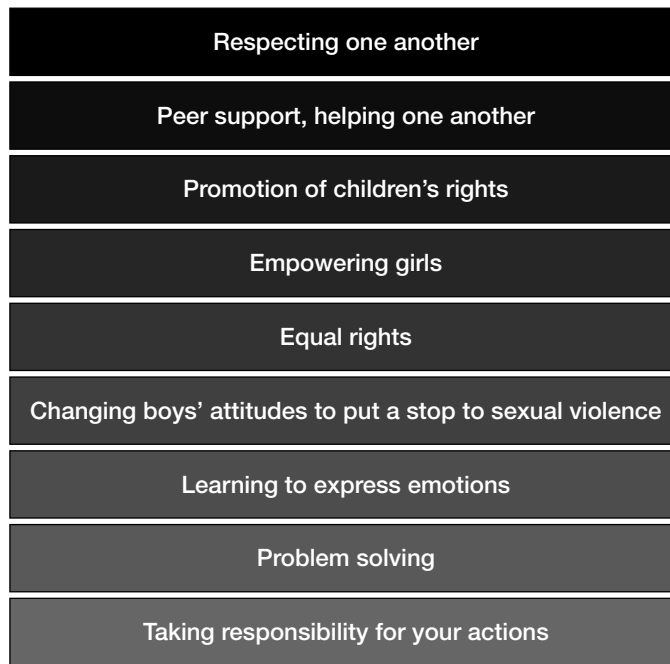 Respecting one another
Peer support, helping one another
Promotion of children’s rights
Empowering girls
Equal rights
Changing boys’ attitudes to put a stop to sexual violence
Learning to express emotions
Problem solving
Taking responsibility for your actions